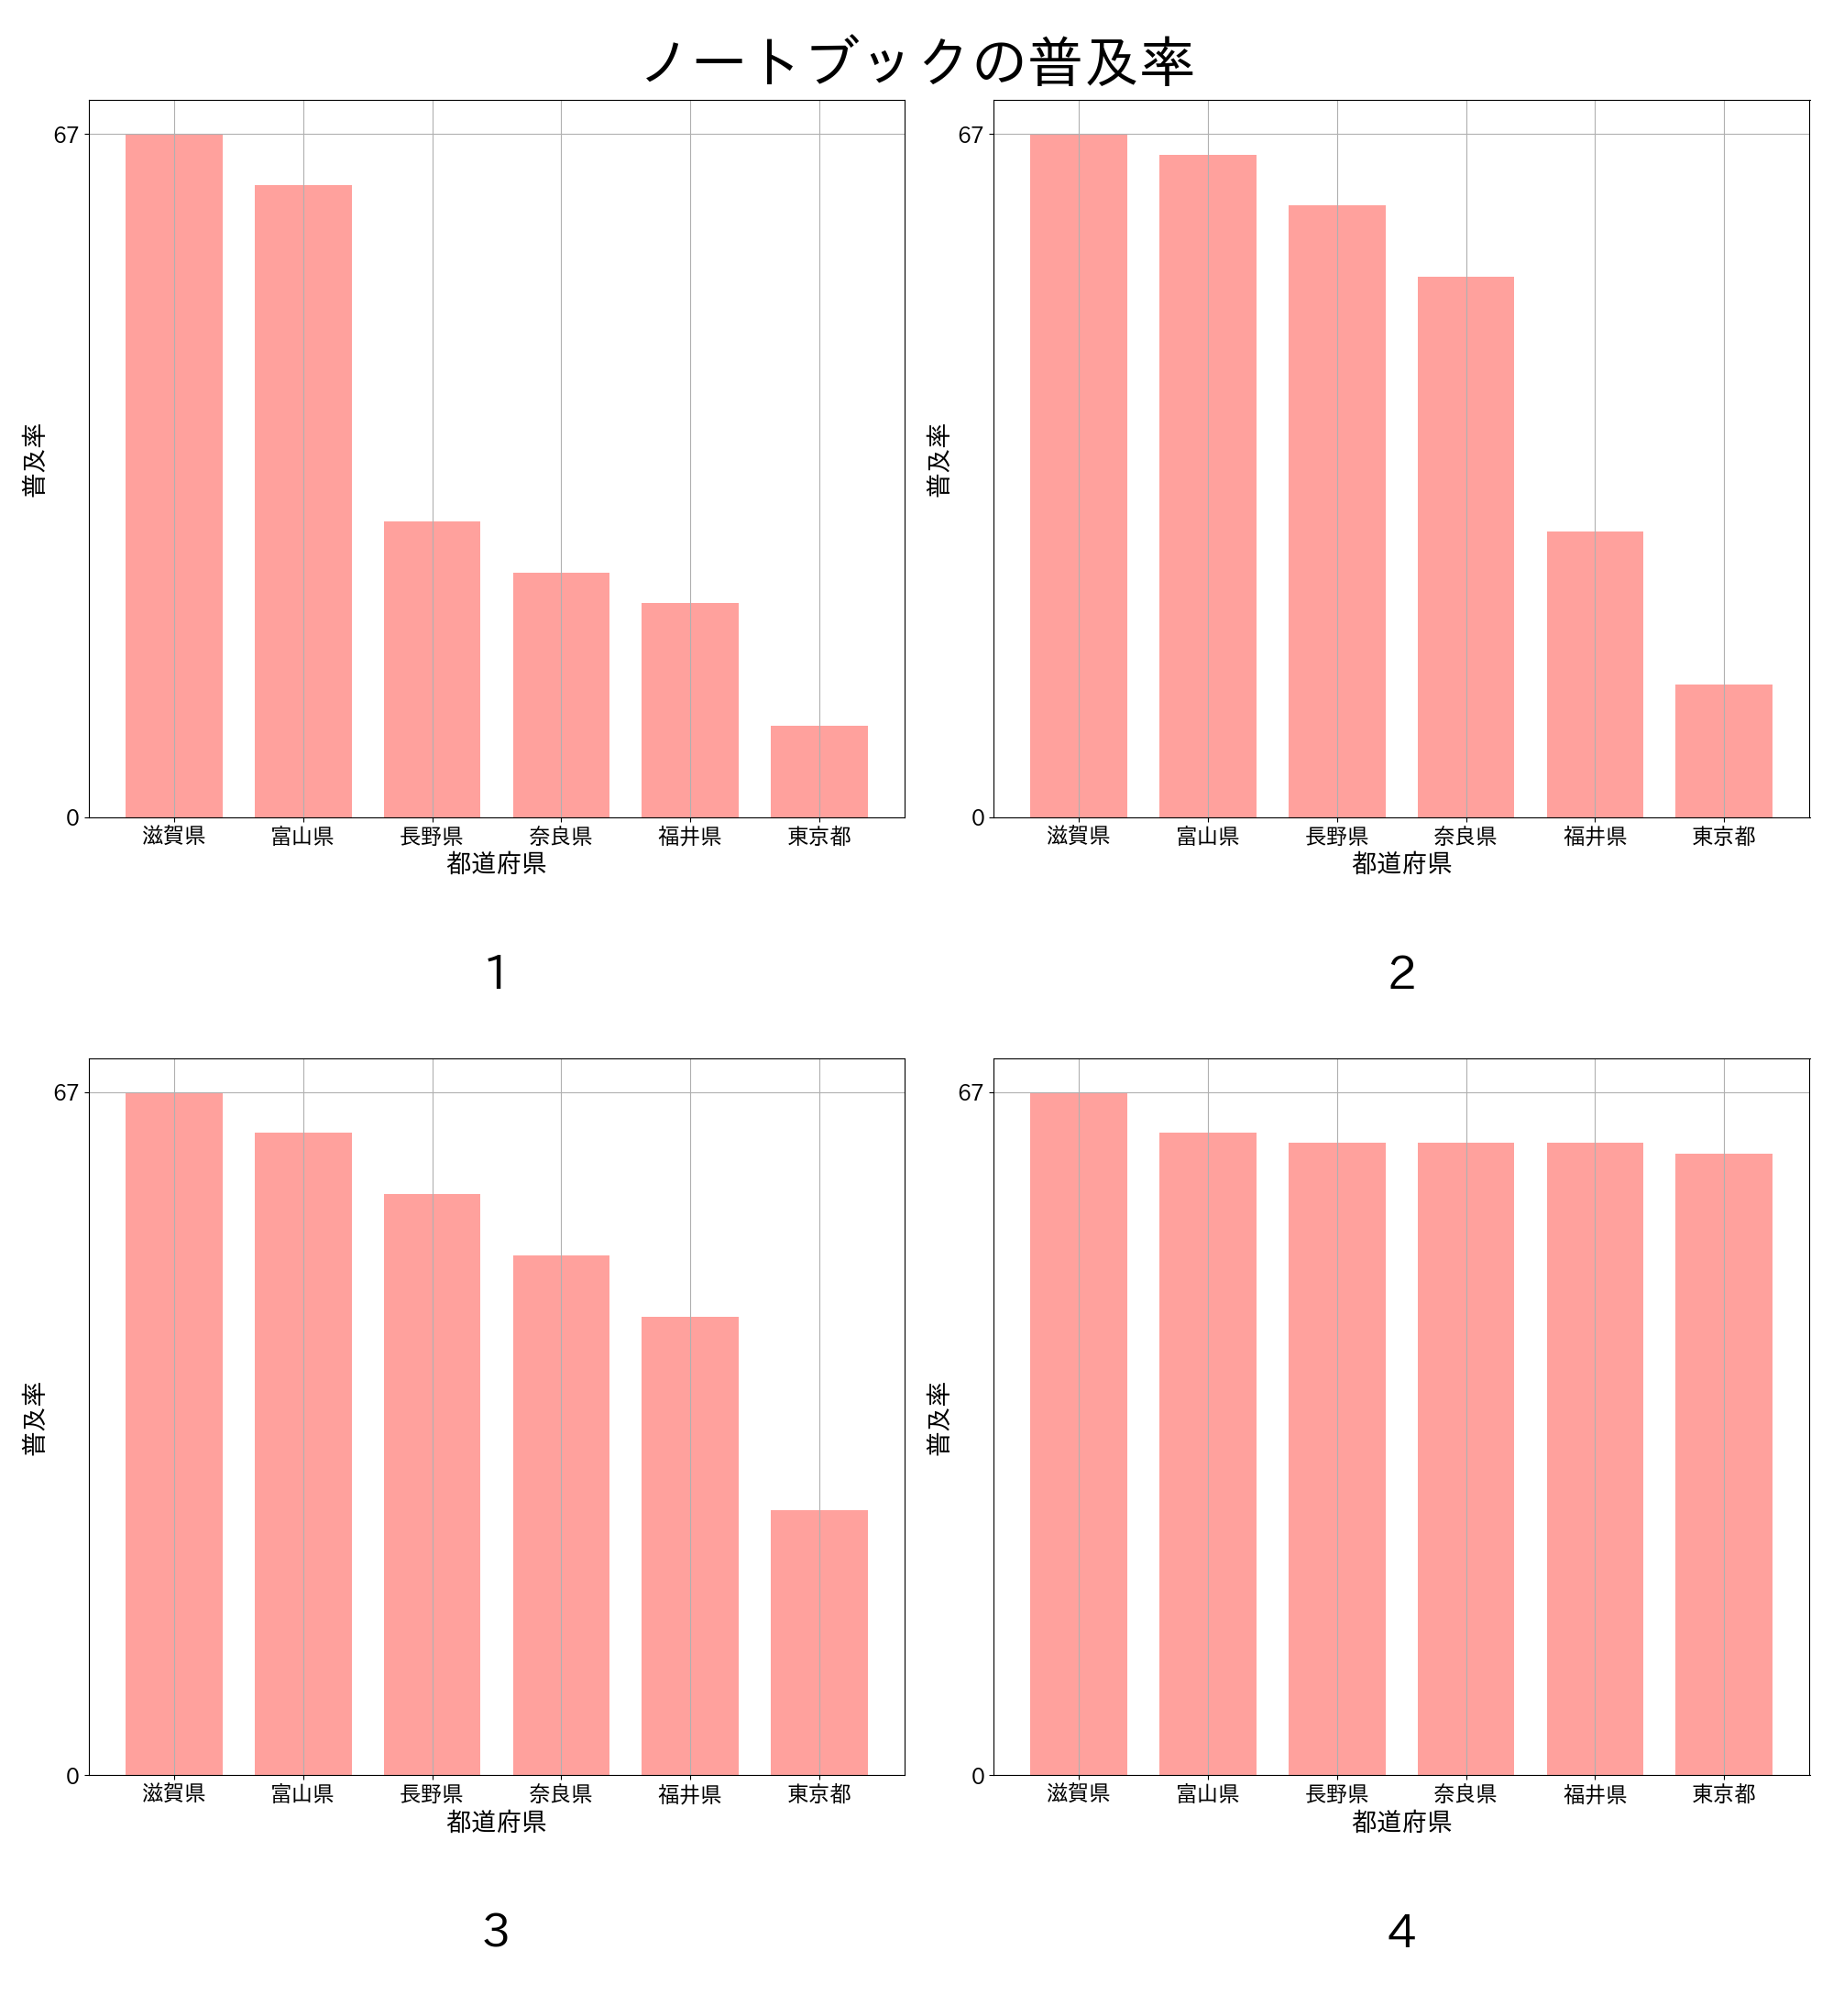 ノートブックの普及率
67
0
普及率
滋賀県 富山県 長野県 奈良県 福井県 東京都
都道府県
1
67
0
普及率
滋賀県 富山県 長野県 奈良県 福井県 東京都
都道府県
2
67
0
普及率
滋賀県 富山県 長野県 奈良県 福井県 東京都
都道府県
3
67
0
普及率
滋賀県 富山県 長野県 奈良県 福井県 東京都
都道府県
4